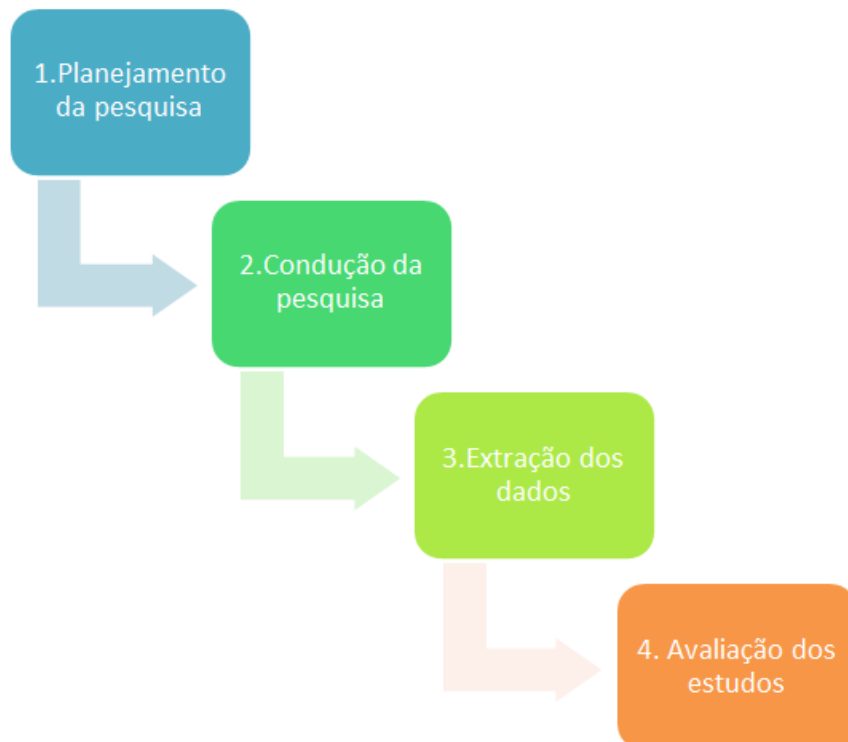 1.Planejamento
da pesquisa
2.Condução da
pesquisa
3.Extração dos
dados
4. Avaliação dos
estudos